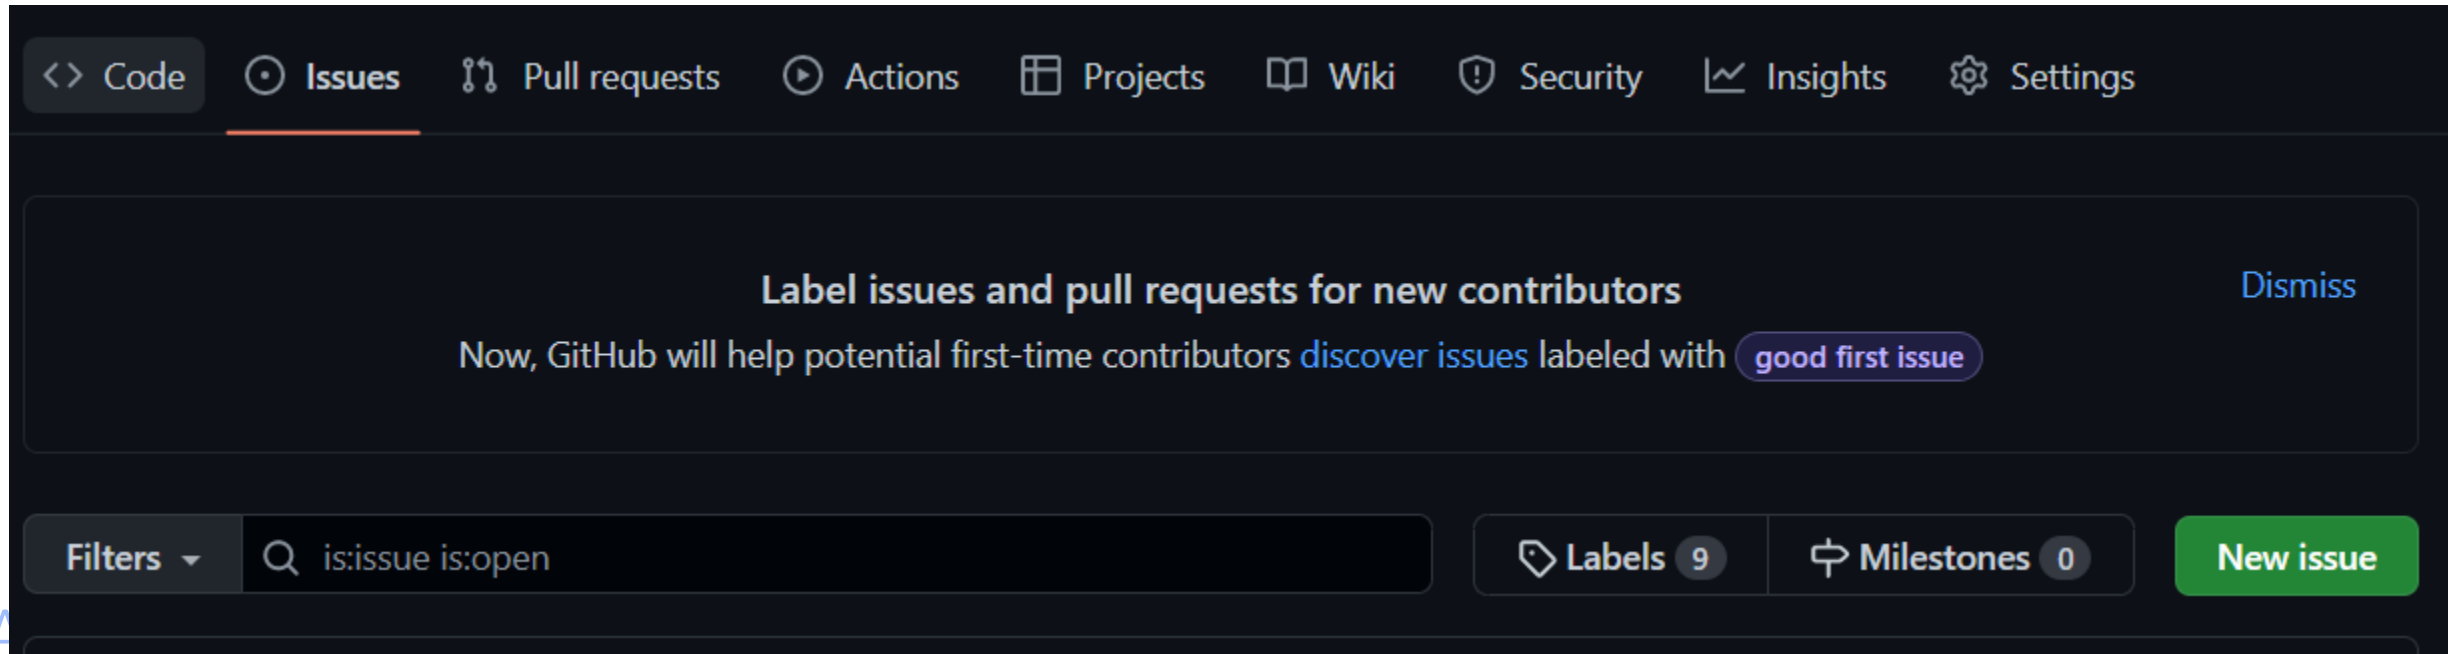 Code Issues Pull requests Actions Projects Wiki Security Insights Settings
Label issues and pull requests for new contributors
Dismiss
Now, GitHub will help potential first-time contributors discover issues labeled with good first issue
Filters is:issue is:open Labels 9 Milestones 0 New issue